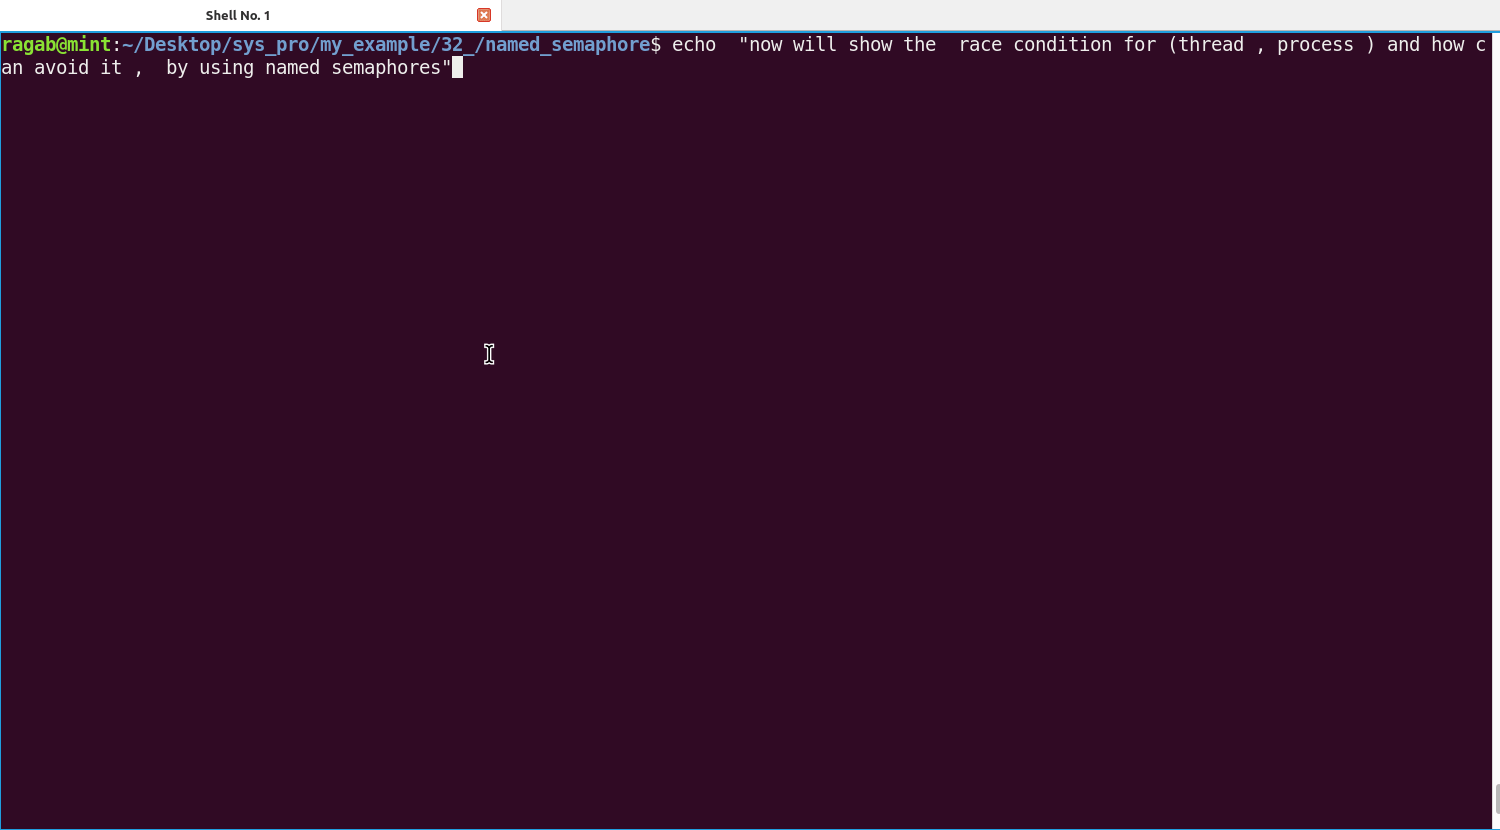 Shell No. 1
ragab@mint:~/Desktop/sys_pro/my_example/32_/named_semaphore$ echo  "now will show the  race condition for (thread , process ) and how c
an avoid it ,  by using named semaphores"